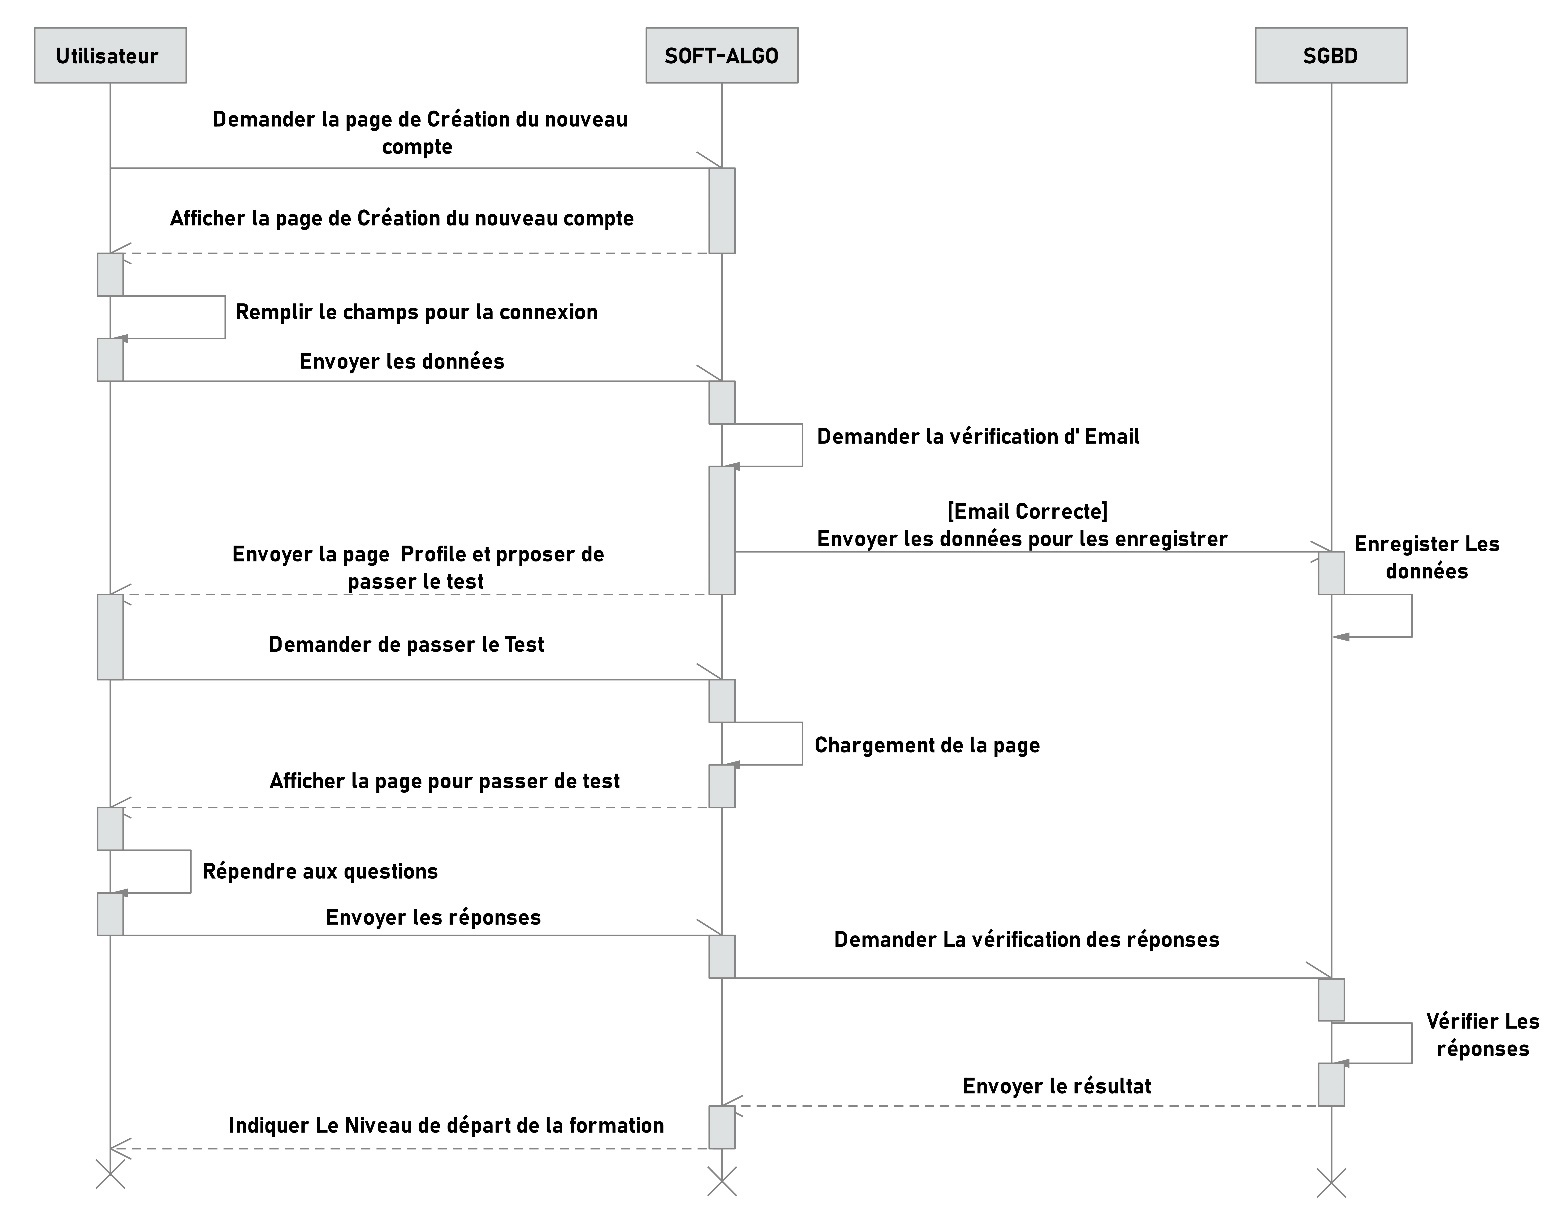 Utilisateur
SOFT-ALGO
SGBD
Demander la page de Création du nouveau
compte
Afficher la page de Création du nouveau compte
Remplir le champs pour la connexion
Envoyer les données
Demander la vérification d' Email
[Email Correcte]
Envoyer les données pour les enregistrer
Enregister Les
données
Envoyer la page  Profile et prposer de
passer le test
Demander de passer le Test
Chargement de la page
Afficher la page pour passer de test
Répendre aux questions
Envoyer les réponses
Demander La vérification des réponses
Vérifier Les
réponses
Envoyer le résultat
Indiquer Le Niveau de départ de la formation